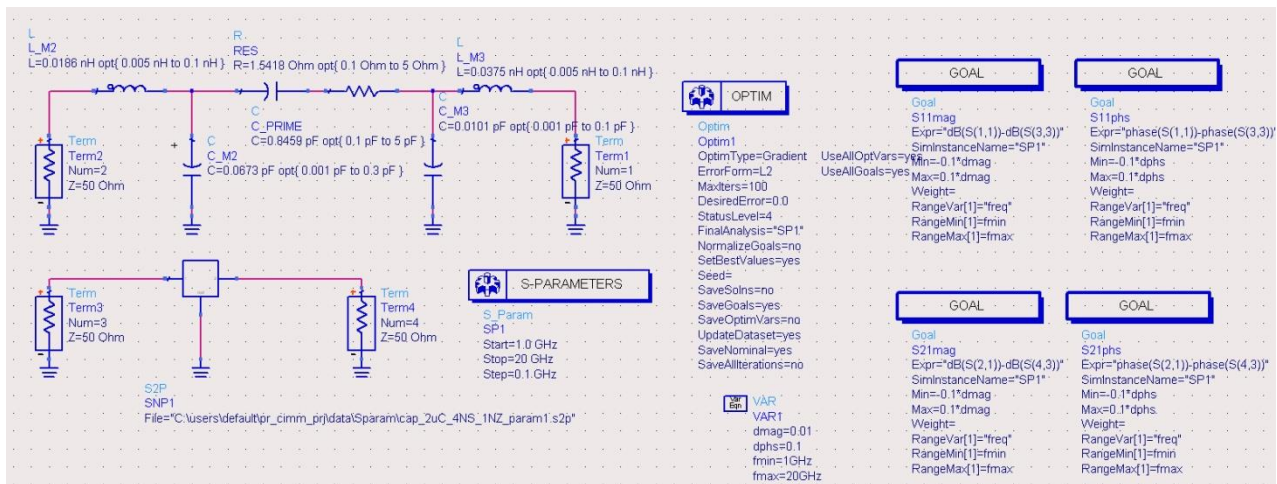 L
L_M2
L=0.0186 nH opt{ 0.005 nH to 0.1 nH }
R
RES
R=1.5418 Ohm opt{ 0.1 Ohm to 5 Ohm }
L
L_M3
L=0.0375 nH opt{ 0.005 nH to 0.1 nH }
Term
Term2
Num=2
Z=50 Ohm
C
C_M2
C=0.0673 pF opt{ 0.001 pF to 0.3 pF }
C
C_PRIME
C=0.8459 pF opt{ 0.1 pF to 5 pF }
C
C_M3
C=0.0101 pF opt{ 0.001 pF to 0.1 pF }
Term
Term1
Num=1
Z=50 Ohm
Term
Term3
Num=3
Z=50 Ohm
Term
Term4
Num=4
Z=50 Ohm
S2P
SNP1
File="C:\users\default\pr_cimm_prj\data\Sparam\cap_2uC_4NS_1NZ_param1.s2p"
S-PARAMETERS
S_Param
SP1
Start=1.0 GHz
Stop=20 GHz
Step=0.1 GHz
OPTIM
Optim
Optim1
OptimType=Gradient UseAllOptVars=yes
ErrorForm=L2 UseAllGoals=yes
MaxIters=100
DesiredError=0.0
StatusLevel=4
FinalAnalysis="SP1"
NormalizeGoals=no
SetBestValues=yes
Seed=
SaveSolns=no
SaveGoals=yes
SaveOptimVars=no
UpdateDataset=yes
SaveNominal=yes
SaveAllIterations=no
Var
Eqn
VAR
VAR1
dmag=0.01
dphs=0.1
fmin=1GHz
fmax=20GHz
GOAL
Goal
S11mag
Expr="dB(S(1,1))-dB(S(3,3))"
SimInstanceName="SP1"
Min=-0.1*dmag
Max=0.1*dmag
Weight=
RangeVar[1]="freq"
RangeMin[1]=fmin
RangeMax[1]=fmax
GOAL
Goal
S11phs
Expr="phase(S(1,1))-phase(S(3,3))"
SimInstanceName="SP1"
Min=-0.1*dphs
Max=0.1*dphs
Weight=
RangeVar[1]="freq"
RangeMin[1]=fmin
RangeMax[1]=fmax
GOAL
Goal
S21mag
Expr="dB(S(2,1))-dB(S(4,3))"
SimInstanceName="SP1"
Min=-0.1*dmag
Max=0.1*dmag
Weight=
RangeVar[1]="freq"
RangeMin[1]=fmin
RangeMax[1]=fmax
GOAL
Goal
S21phs
Expr="phase(S(2,1))-phase(S(4,3))"
SimInstanceName="SP1"
Min=-0.1*dphs
Max=0.1*dphs
Weight=
RangeVar[1]="freq"
RangeMin[1]=fmin
RangeMax[1]=fmax